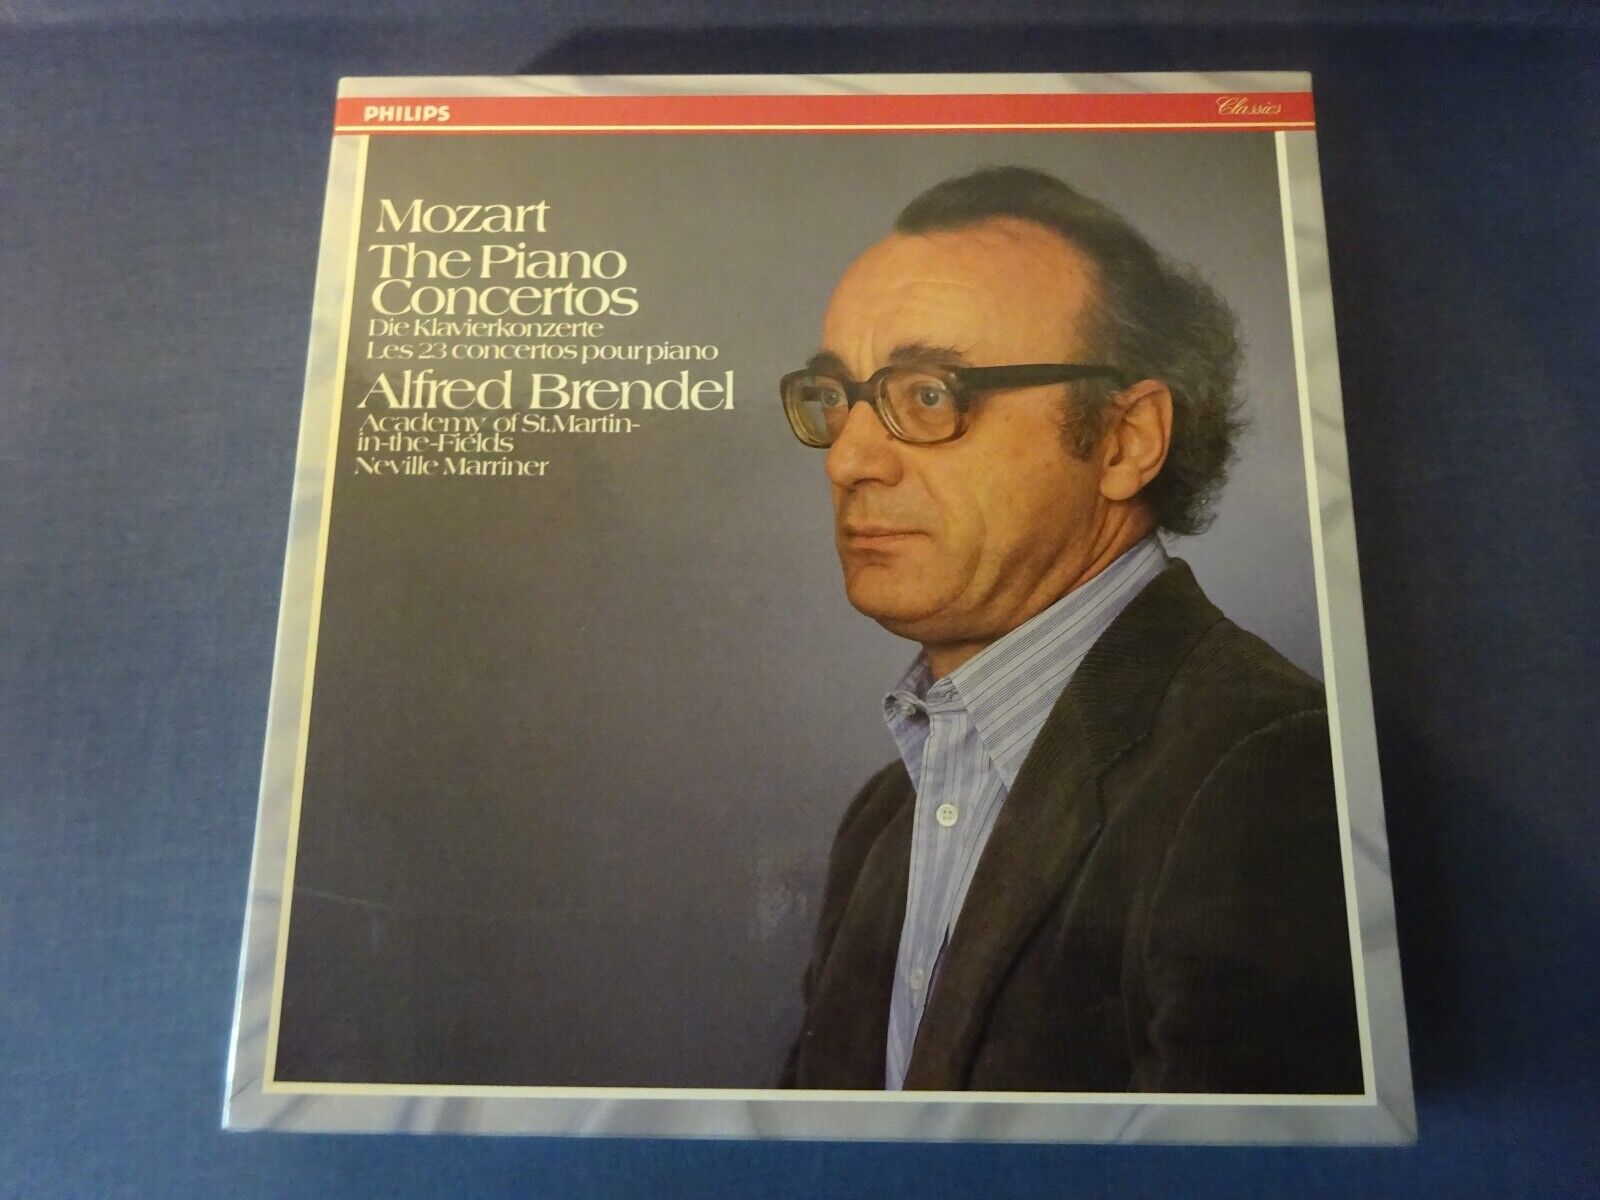 PHILIPS
Classics
Mozart
The Piano
Concertos
Die Klavierkonzerte
Les 23 concertos pour piano
Alfred Brendel
Academy of St.Martin-
in-the-Fields
Neville Marriner